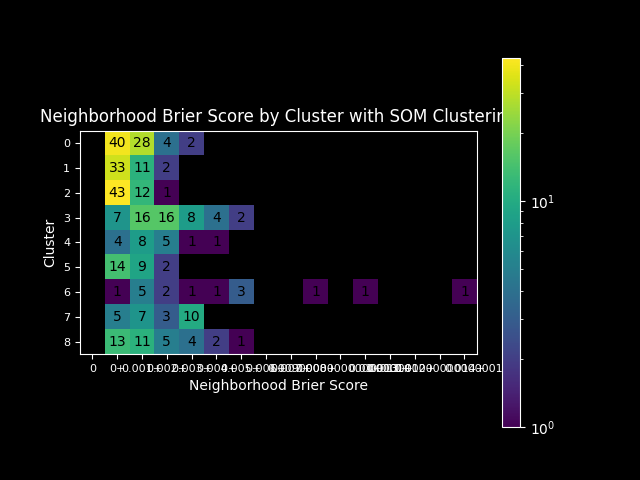 Neighborhood Brier Score by Cluster with SOM Clusterin
0 40 28 4 2
1 33 11 2
2 43 12 1
3 7 16 16 8 4 2
4 4 8 5 1 1
5 14 9 2
6 1 5 2 1 1 3 1 1 1
7 5 7 3 10
8 13 11 5 4 2 1
Cluster
0 0+
Neighborhood Brier Score
10¹
10⁰